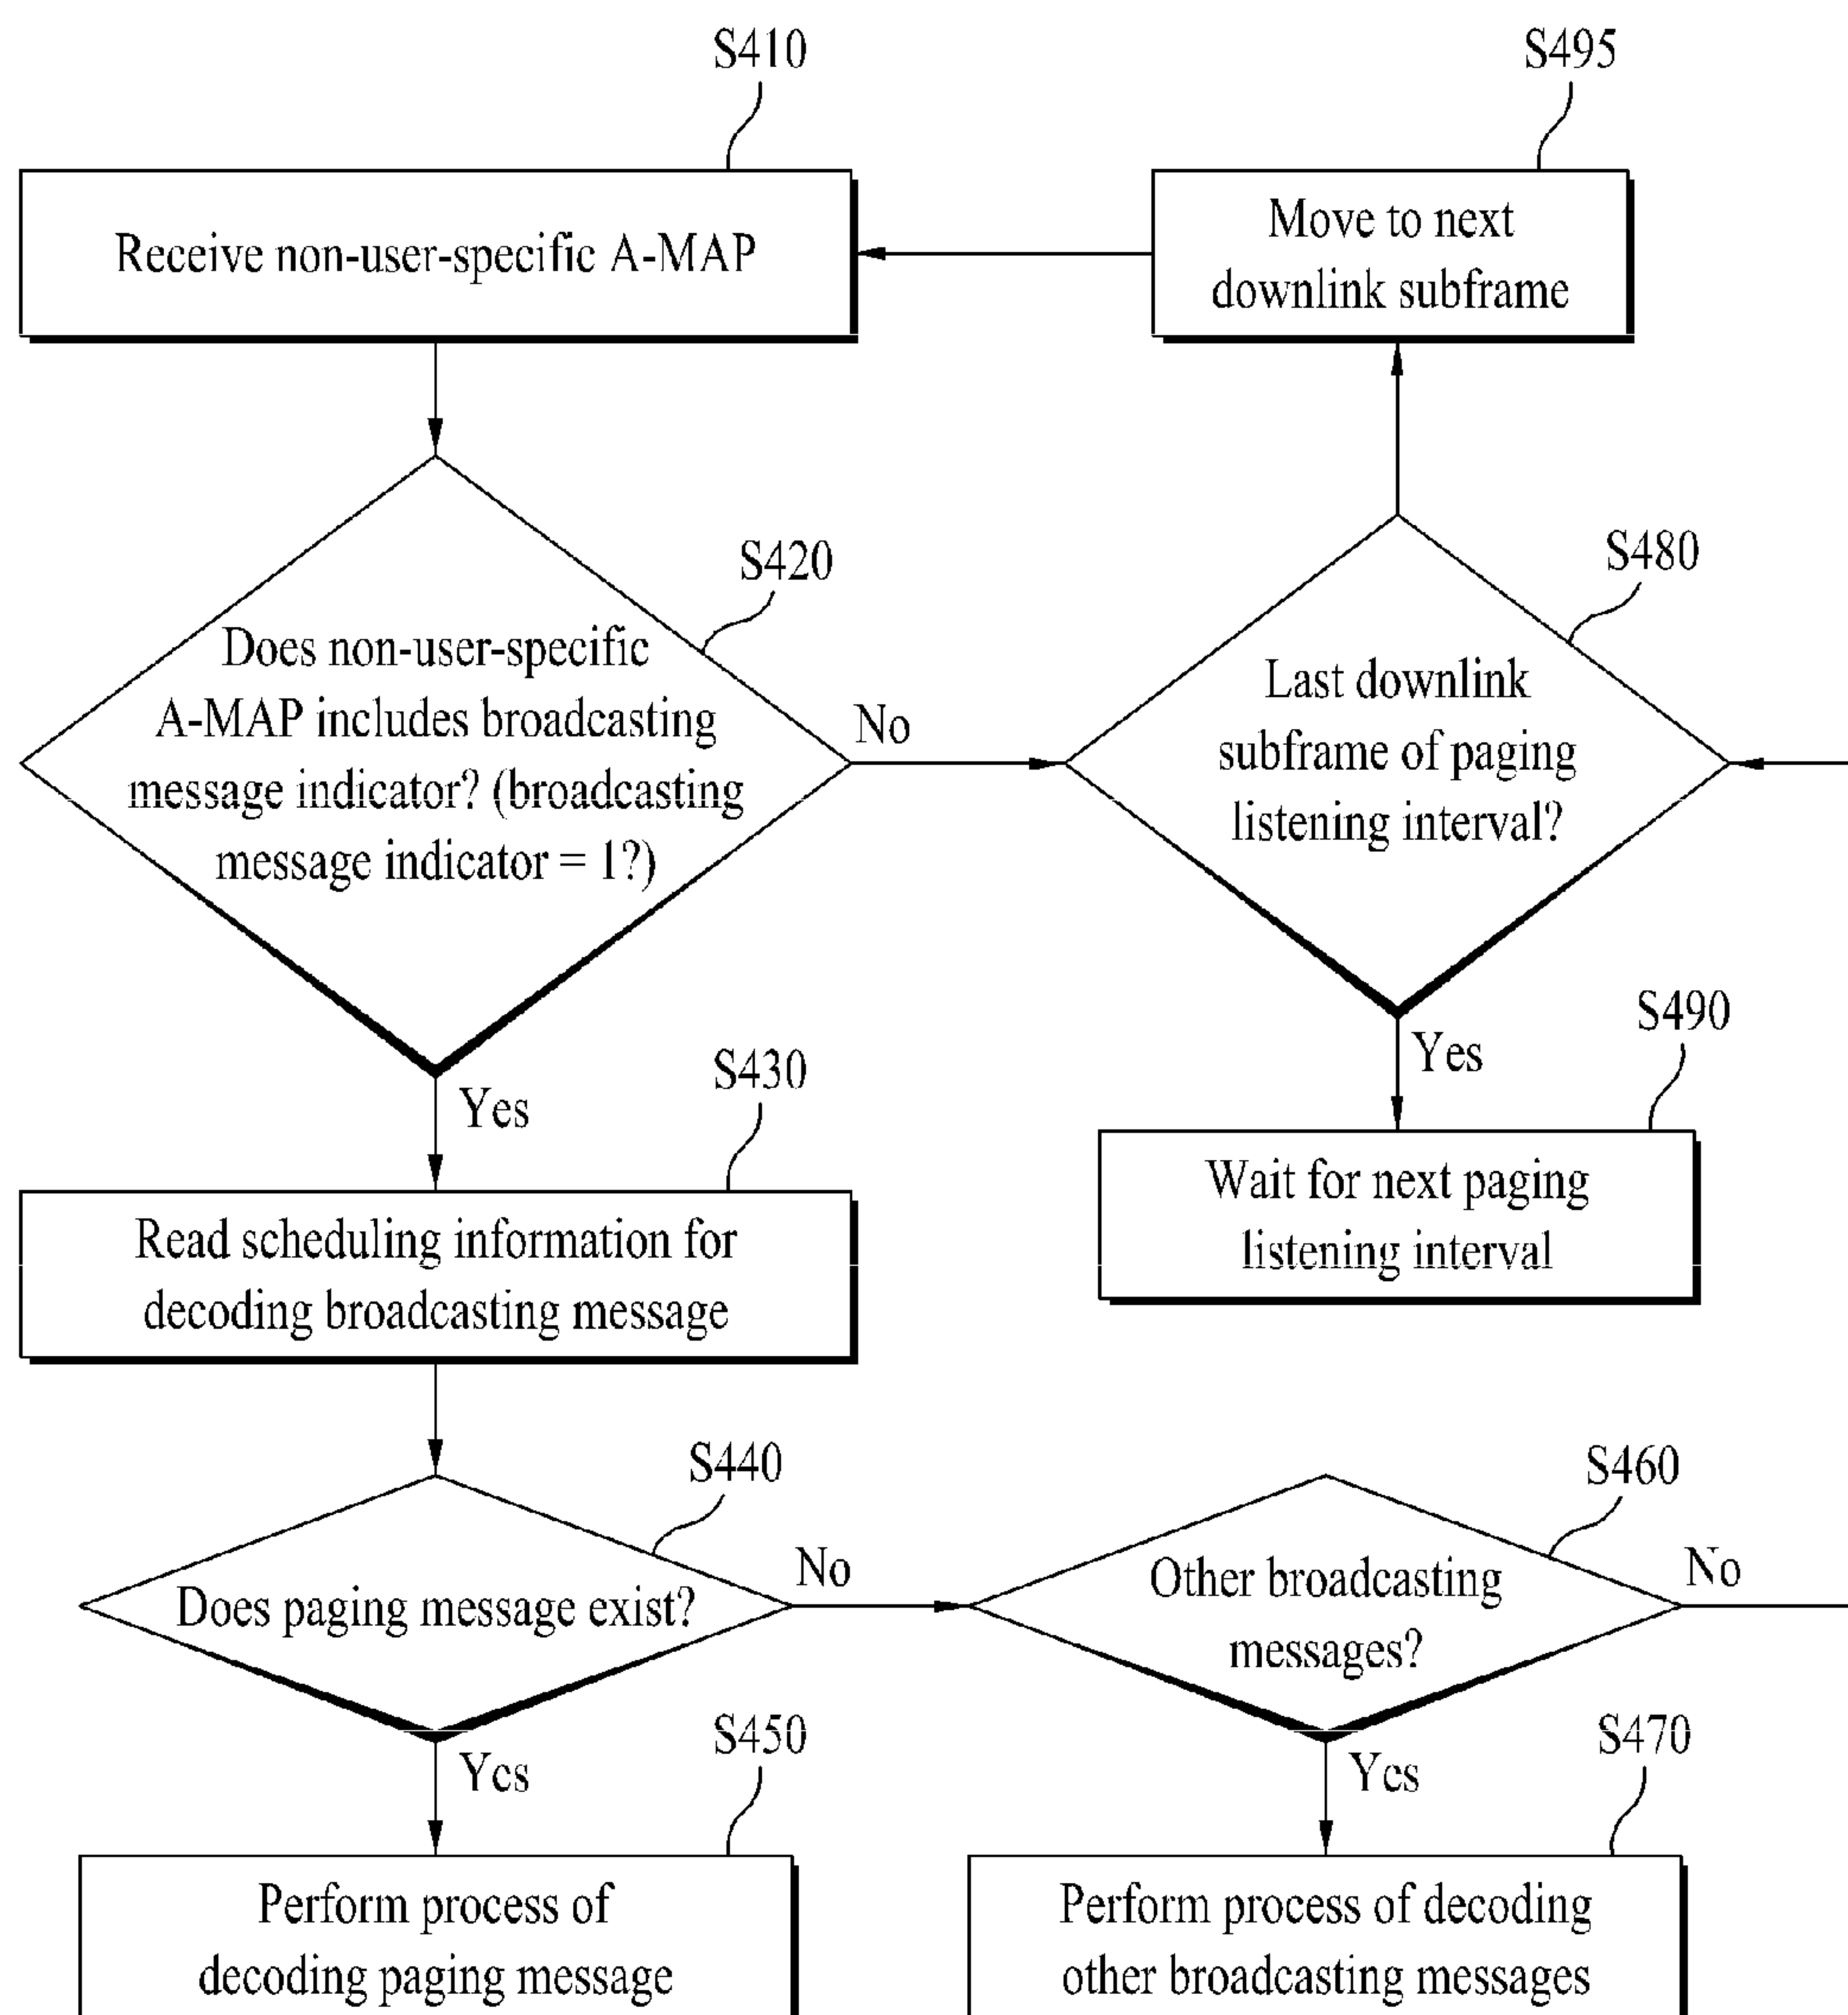 S410
S495
Receive non-user-specific A-MAP
Move to next
downlink subframe
S420
Does non-user-specific
A-MAP includes broadcasting
message indicator? (broadcasting
message indicator = 1?)
No
S480
Last downlink
subframe of paging
listening interval?
Yes
S490
Wait for next paging
listening interval
Yes
S430
Read scheduling information for
decoding broadcasting message
S440
Does paging message exist?
No
S460
Other broadcasting
messages?
No
Yes
S450
Perform process of
decoding paging message
Yes
S470
Perform process of decoding
other broadcasting messages